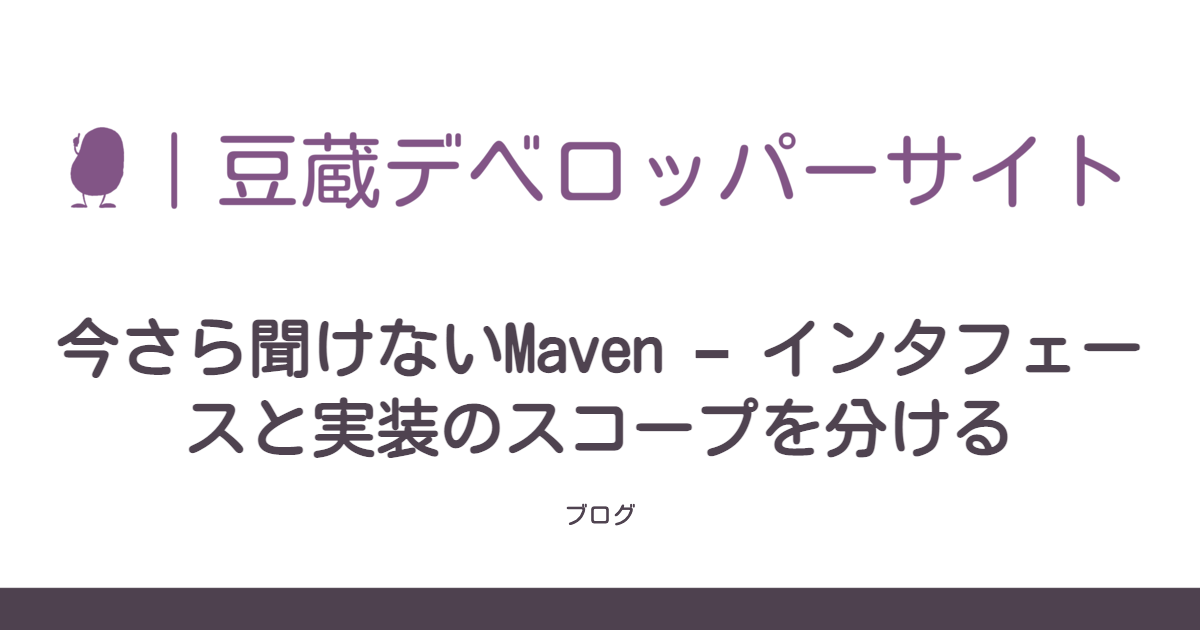 | 豆蔵デベロッパーサイト
今さら聞けないMaven – インタフェー
スと実装のスコープを分ける
ブログ